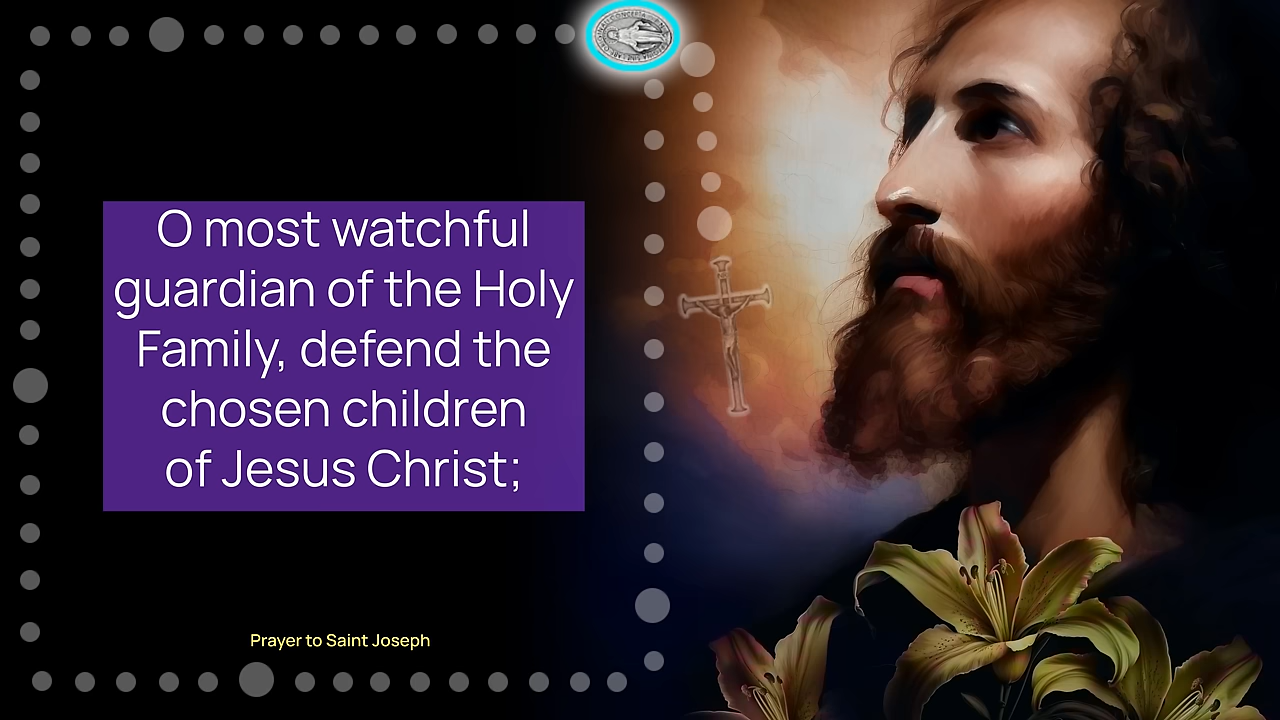 O most watchful
guardian of the Holy
Family, defend the
chosen children
of Jesus Christ;
Prayer to Saint Joseph